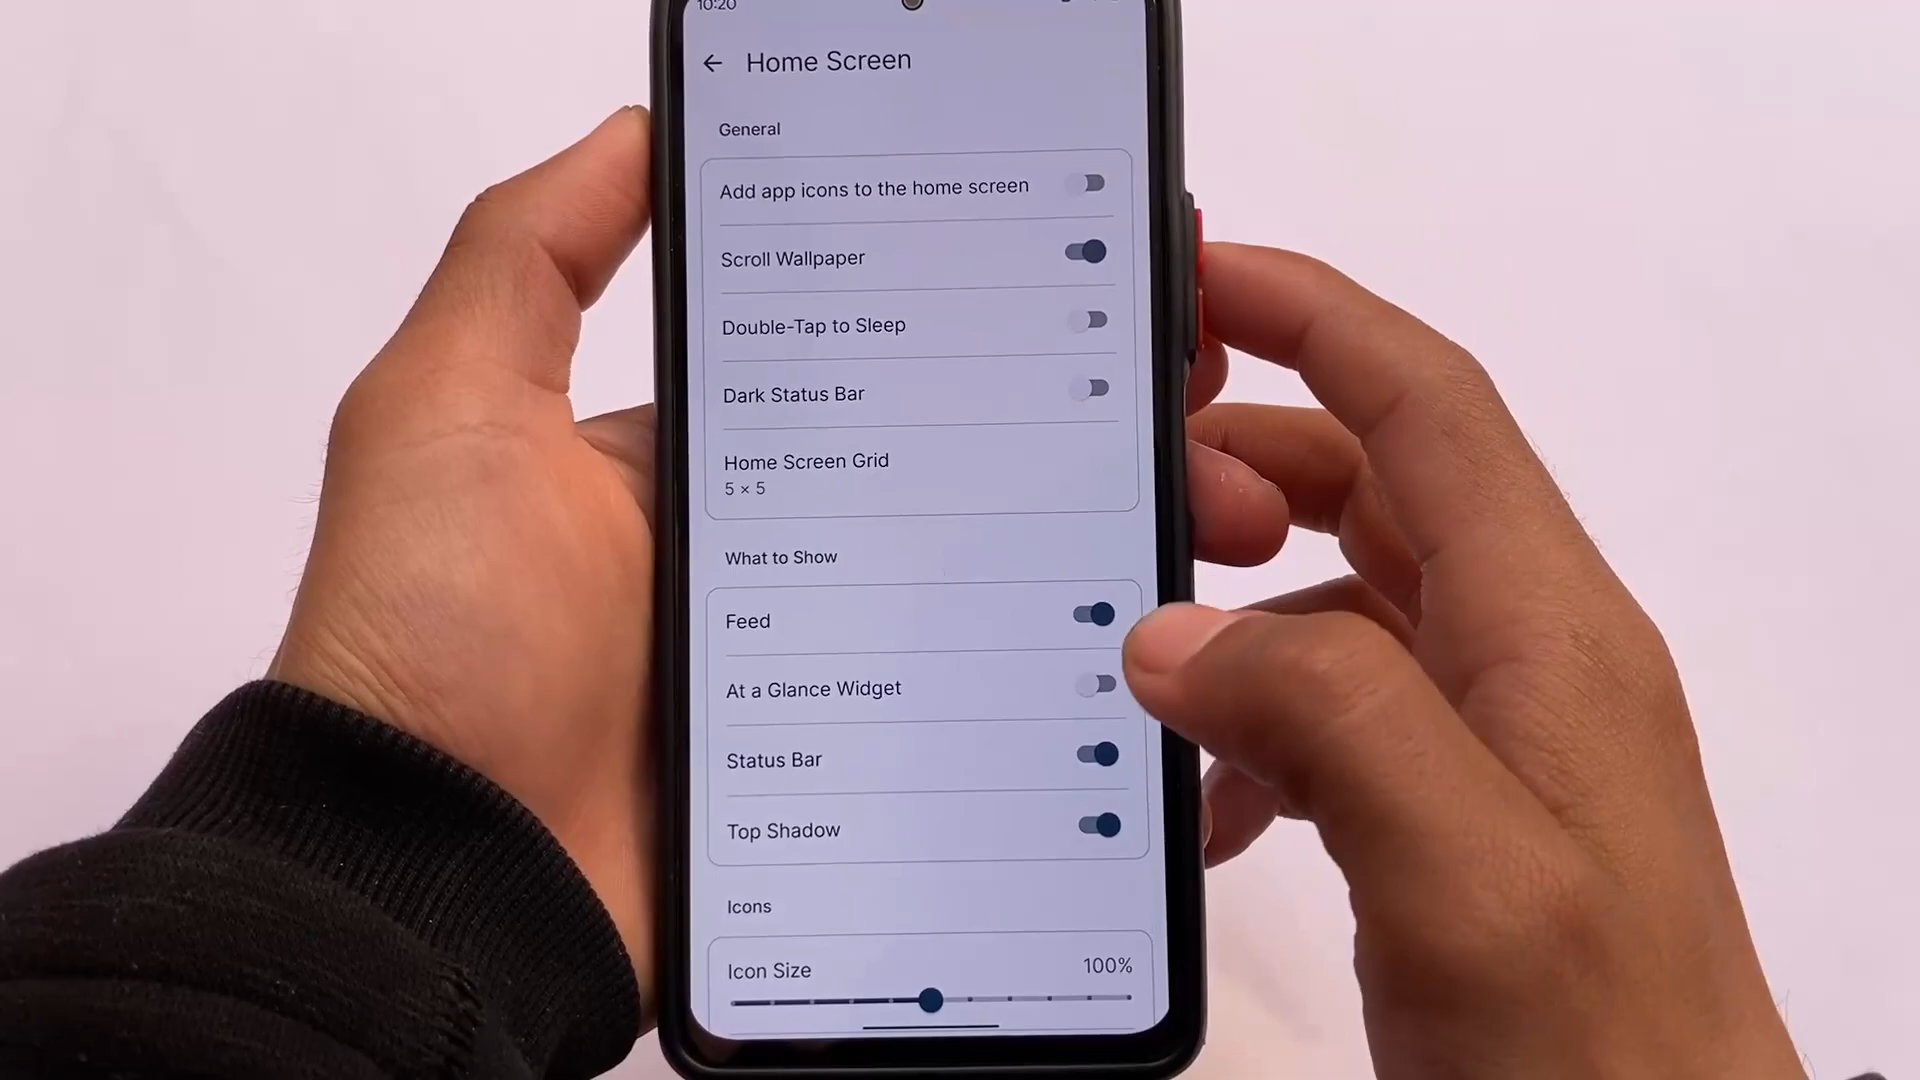 10:20
Home Screen
General
Add app icons to the home screen
Scroll Wallpaper
Double-Tap to Sleep
Dark Status Bar
Home Screen Grid
5 × 5
What to Show
Feed
At a Glance Widget
Status Bar
Top Shadow
Icons
Icon Size
100%